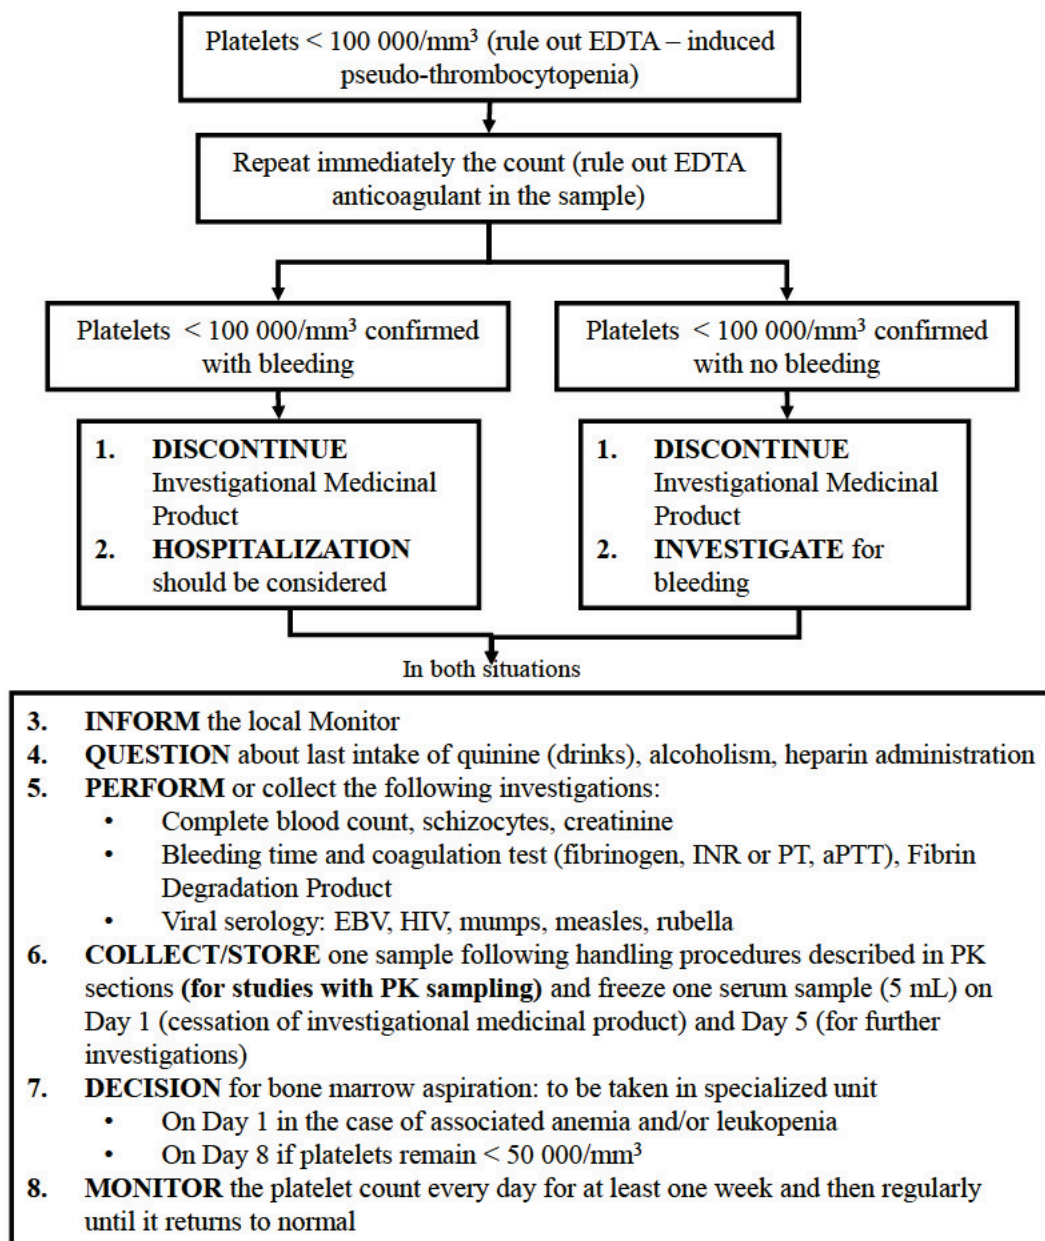 Platelets < 100 000/mm³ (rule out EDTA – induced
pseudo-thrombocytopenia)
Repeat immediately the count (rule out EDTA
anticoagulant in the sample)
Platelets < 100 000/mm³ confirmed
with bleeding
Platelets < 100 000/mm³ confirmed
with no bleeding
1. DISCONTINUE
Investigational Medicinal
Product
2. HOSPITALIZATION
should be considered
1. DISCONTINUE
Investigational Medicinal
Product
2. INVESTIGATE for
bleeding
In both situations
3. INFORM the local Monitor
4. QUESTION about last intake of quinine (drinks), alcoholism, heparin administration
5. PERFORM or collect the following investigations:
• Complete blood count, schizocytes, creatinine
• Bleeding time and coagulation test (fibrinogen, INR or PT, aPTT), Fibrin
Degradation Product
• Viral serology: EBV, HIV, mumps, measles, rubella
6. COLLECT/STORE one sample following handling procedures described in PK
sections (for studies with PK sampling) and freeze one serum sample (5 mL) on
Day 1 (cessation of investigational medicinal product) and Day 5 (for further
investigations)
7. DECISION for bone marrow aspiration: to be taken in specialized unit
• On Day 1 in the case of associated anemia and/or leukopenia
• On Day 8 if platelets remain < 50 000/mm³
8. MONITOR the platelet count every day for at least one week and then regularly
until it returns to normal